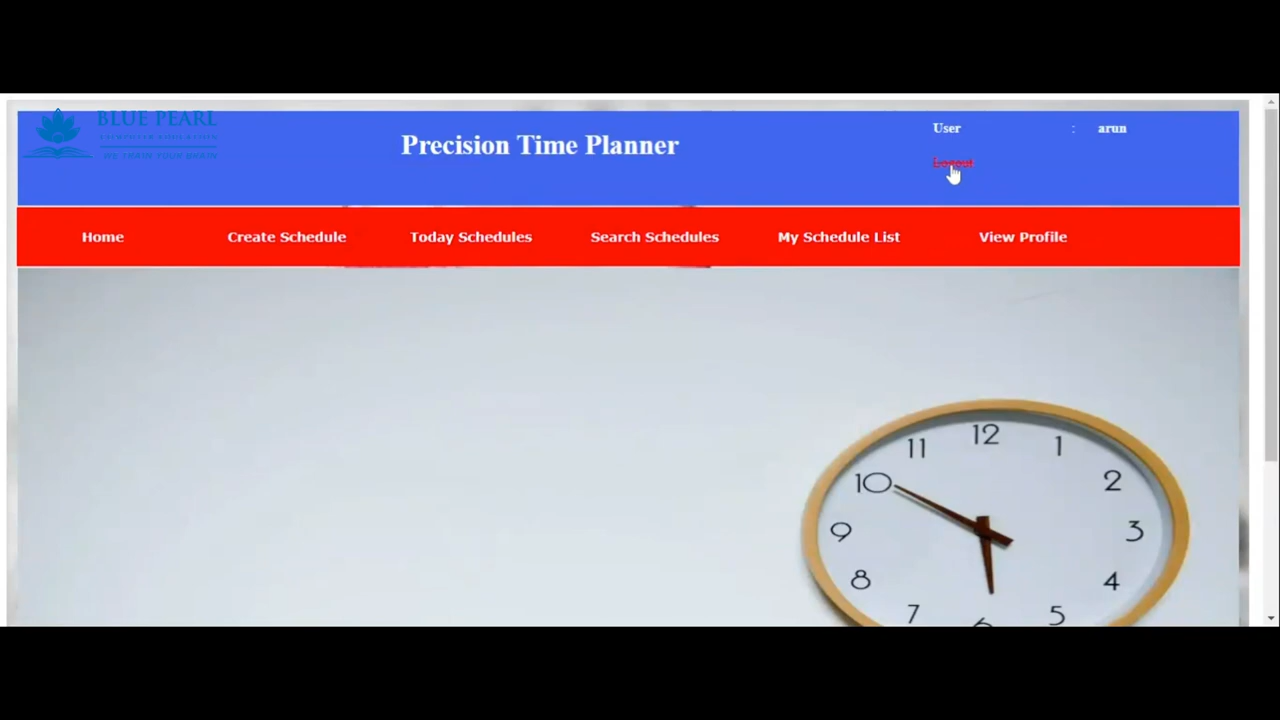 BLUE PEARL
WE TRAIN YOUR BRAIN
Precision Time Planner
User : arun
Logout
Home Create Schedule Today Schedules Search Schedules My Schedule List View Profile
12
11 1
10 2
9 3
8 4
7 5
6